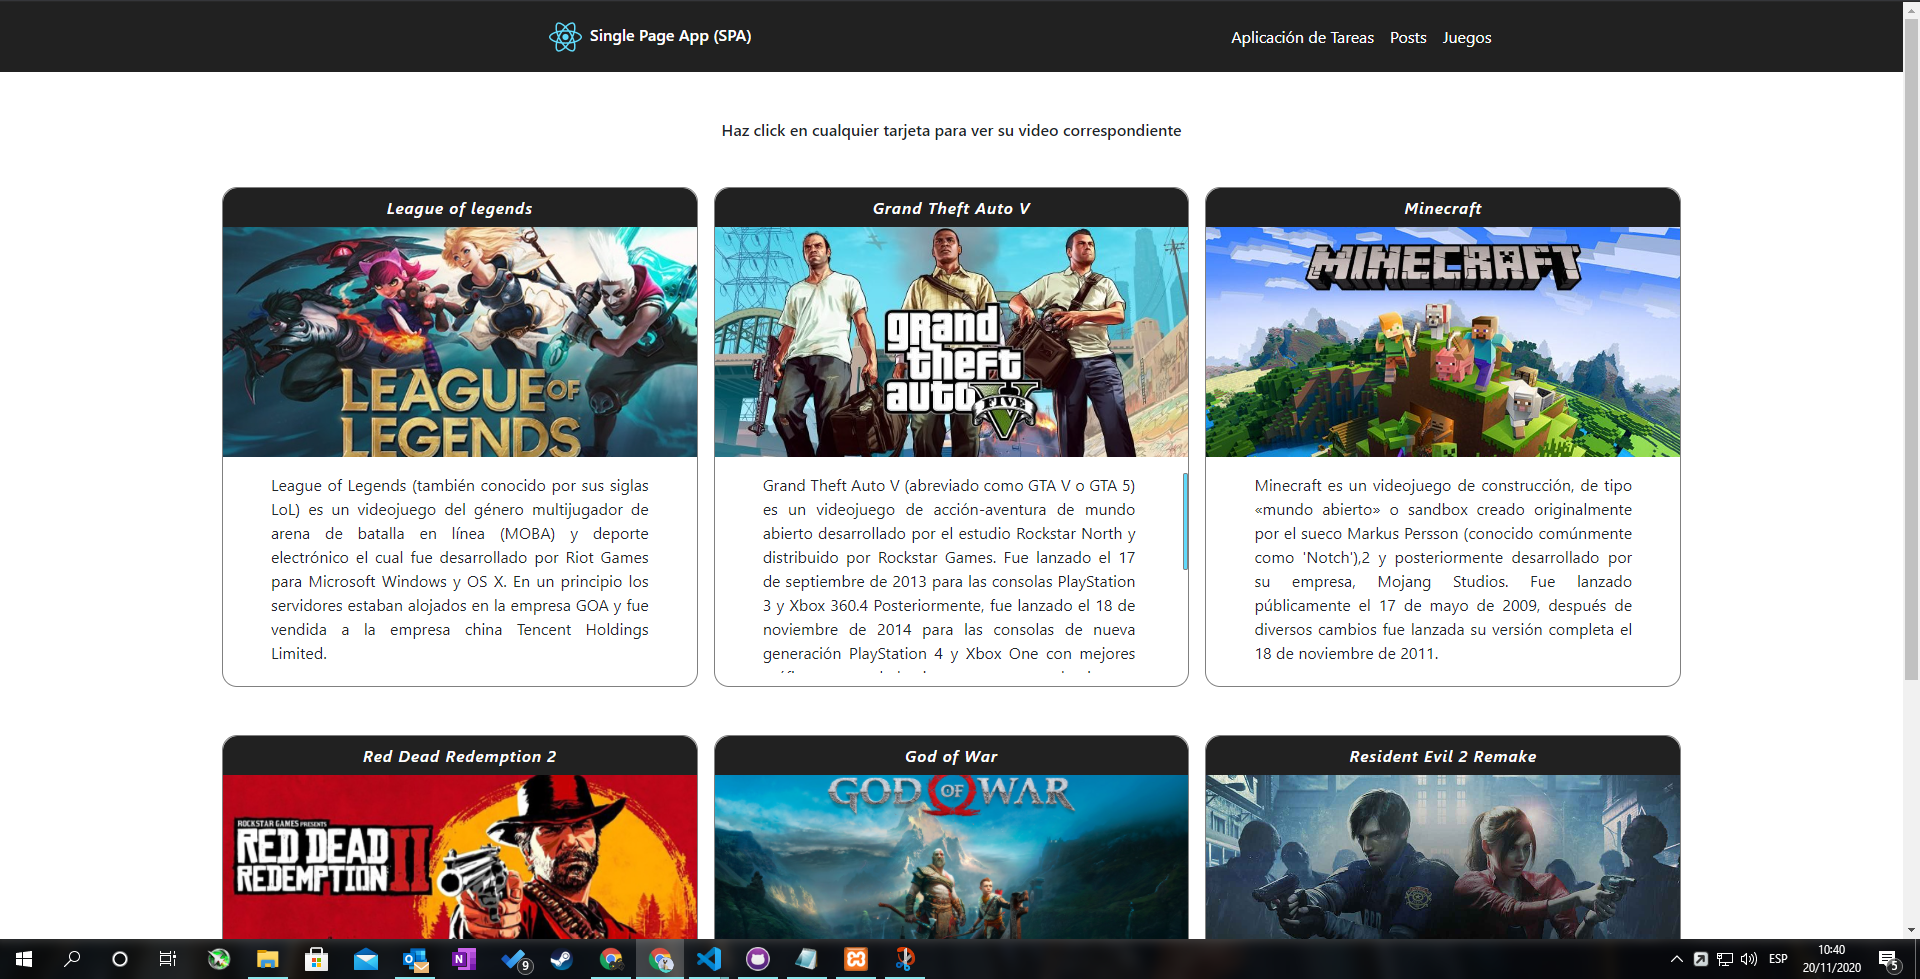 Single Page App (SPA)
Aplicación de Tareas Posts Juegos
Haz click en cualquier tarjeta para ver su video correspondiente
League of legends
LEAGUE OF
LEGENDS
League of Legends (también conocido por sus siglas
LoL) es un videojuego del género multijugador de
arena de batalla en línea (MOBA) y deporte
electrónico el cual fue desarrollado por Riot Games
para Microsoft Windows y OS X. En un principio los
servidores estaban alojados en la empresa GOA y fue
vendida a la empresa china Tencent Holdings
Limited.
Grand Theft Auto V
grand
theft
auto V
FIVE
Grand Theft Auto V (abreviado como GTA V o GTA 5)
es un videojuego de acción-aventura de mundo
abierto desarrollado por el estudio Rockstar North y
distribuido por Rockstar Games. Fue lanzado el 17
de septiembre de 2013 para las consolas PlayStation
3 y Xbox 360.4 Posteriormente, fue lanzado el 18 de
noviembre de 2014 para las consolas de nueva
generación PlayStation 4 y Xbox One con mejores
Minecraft
MINECRAFT
Minecraft es un videojuego de construcción, de tipo
«mundo abierto» o sandbox creado originalmente
por el sueco Markus Persson (conocido comúnmente
como 'Notch'),2 y posteriormente desarrollado por
su empresa, Mojang Studios. Fue lanzado
públicamente el 17 de mayo de 2009, después de
diversos cambios fue lanzada su versión completa el
18 de noviembre de 2011.
Red Dead Redemption 2
ROCKSTAR GAMES PRESENTS
RED DEAD
REDEMPTION II
God of War
GOD OF WAR
Resident Evil 2 Remake
9
ESP
10:40
20/11/2020
5